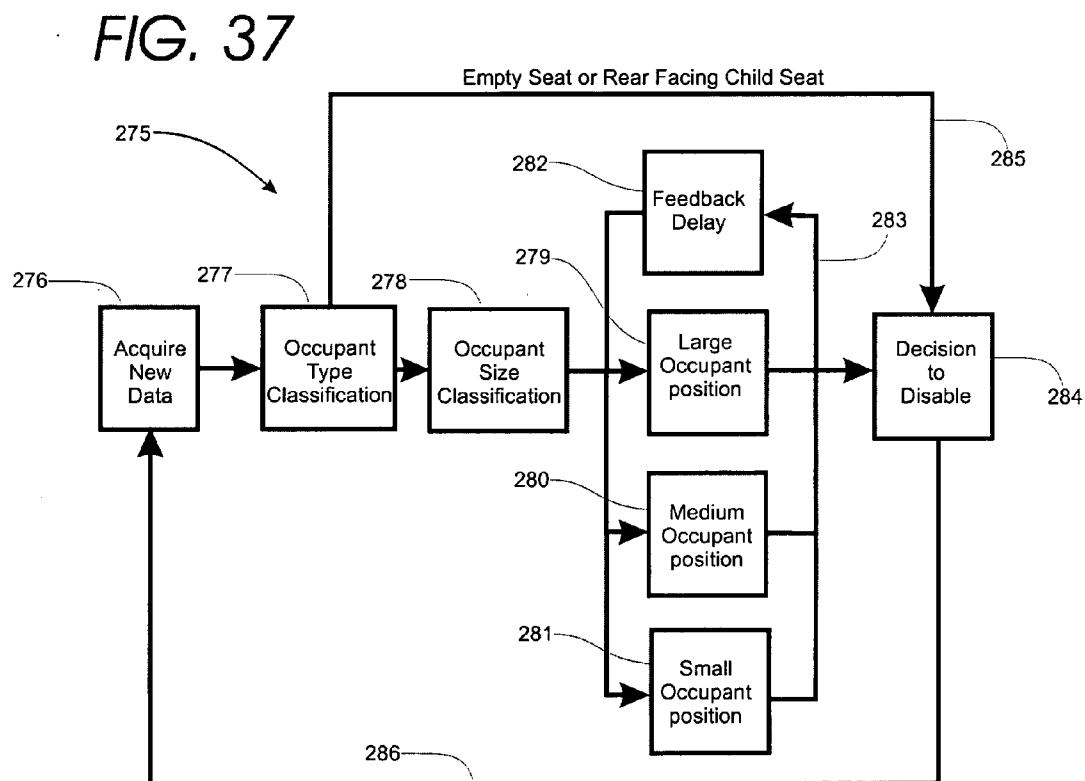 FIG. 37
Empty Seat or Rear Facing Child Seat
275
285
282
Feedback
Delay
283
279
276
277
278
Acquire
New
Data
Occupant
Type
Classification
Occupant
Size
Classification
Large
Occupant
position
Decision
to
Disable
284
280
Medium
Occupant
position
281
Small
Occupant
position
286